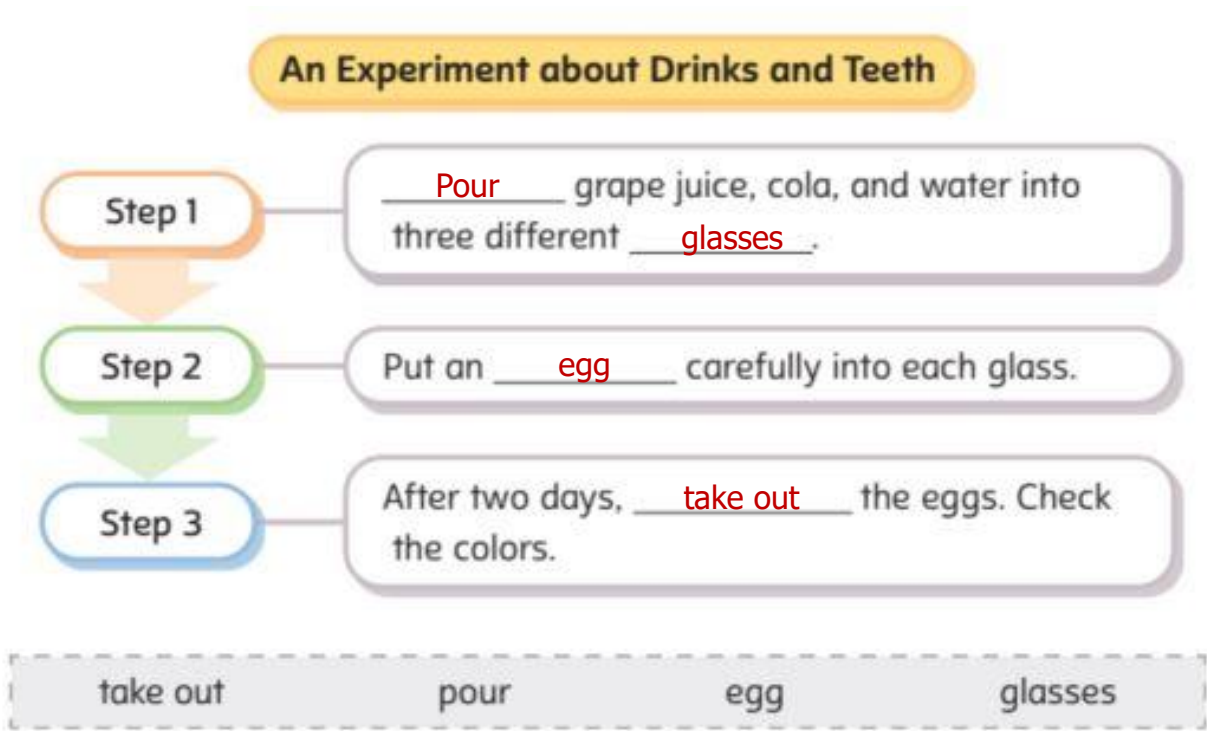 An Experiment about Drinks and Teeth
Step 1
Pour grape juice, cola, and water into
three different glasses.
Step 2
Put an egg carefully into each glass.
Step 3
After two days, take out the eggs. Check
the colors.
take out pour egg glasses